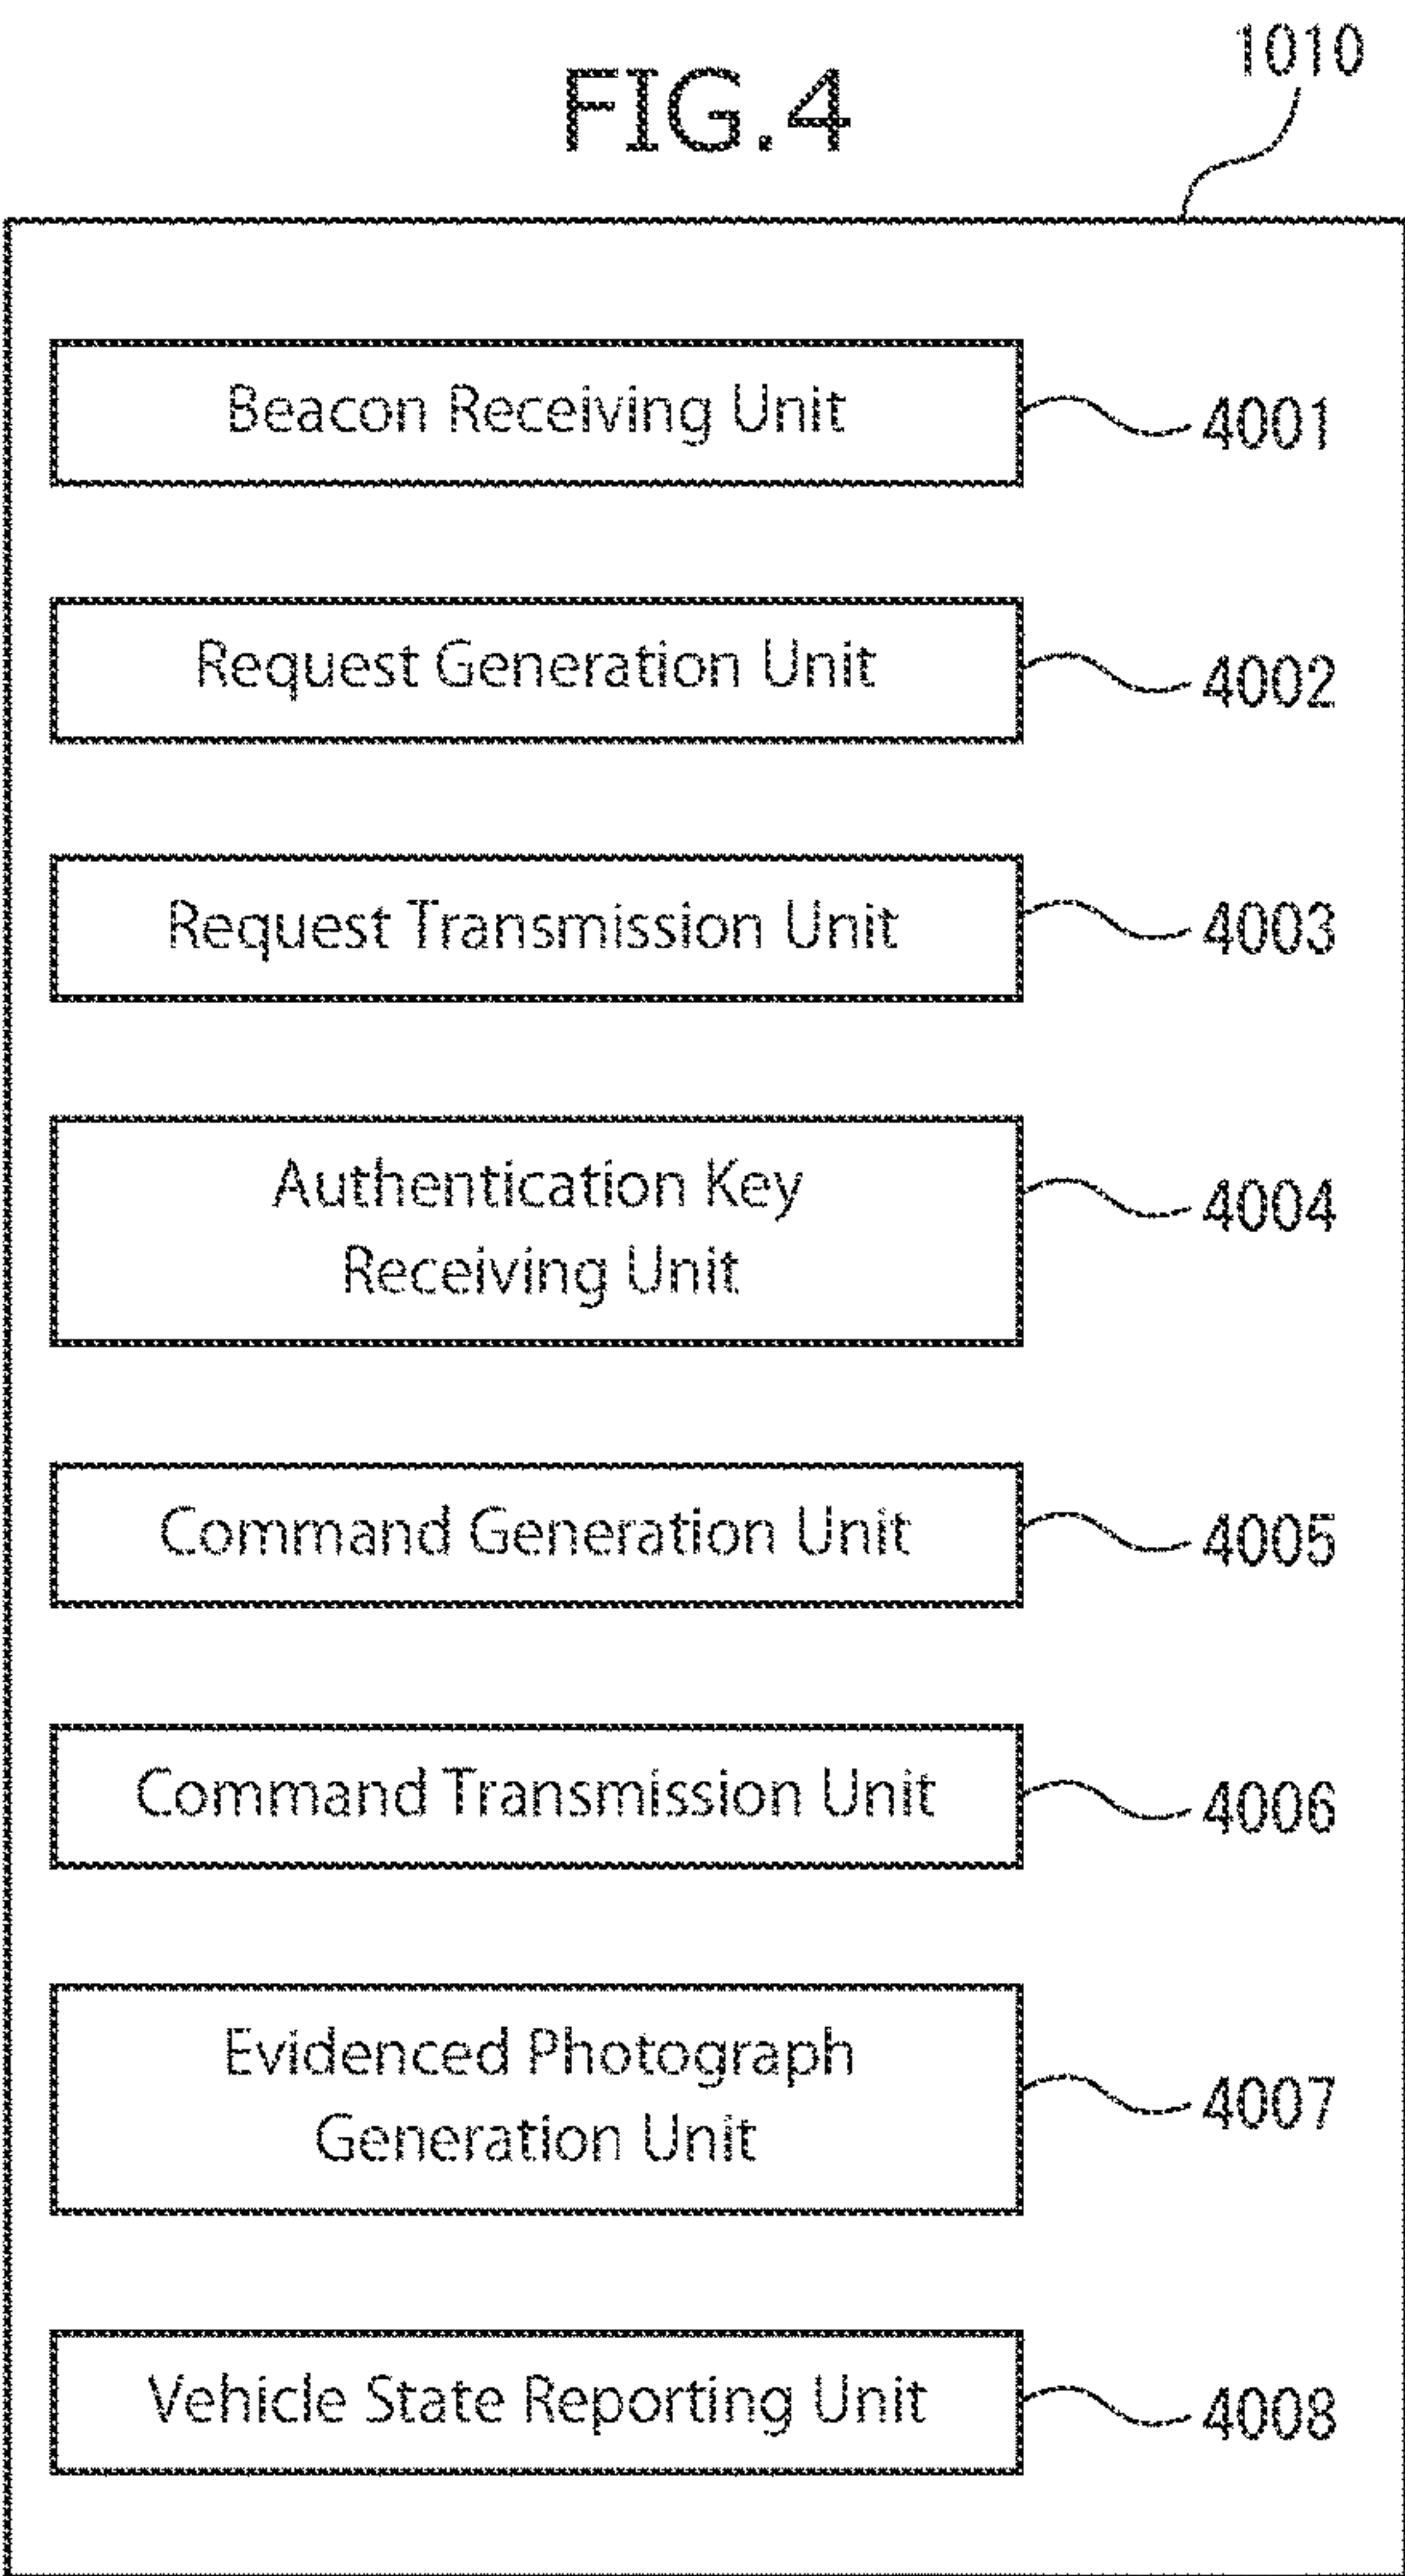 1010
FIG.4
Beacon Receiving Unit
4001
Request Generation Unit
4002
Request Transmission Unit
4003
Authentication Key
Receiving Unit
4004
Command Generation Unit
4005
Command Transmission Unit
4006
Evidenced Photograph
Generation Unit
4007
Vehicle State Reporting Unit
4008